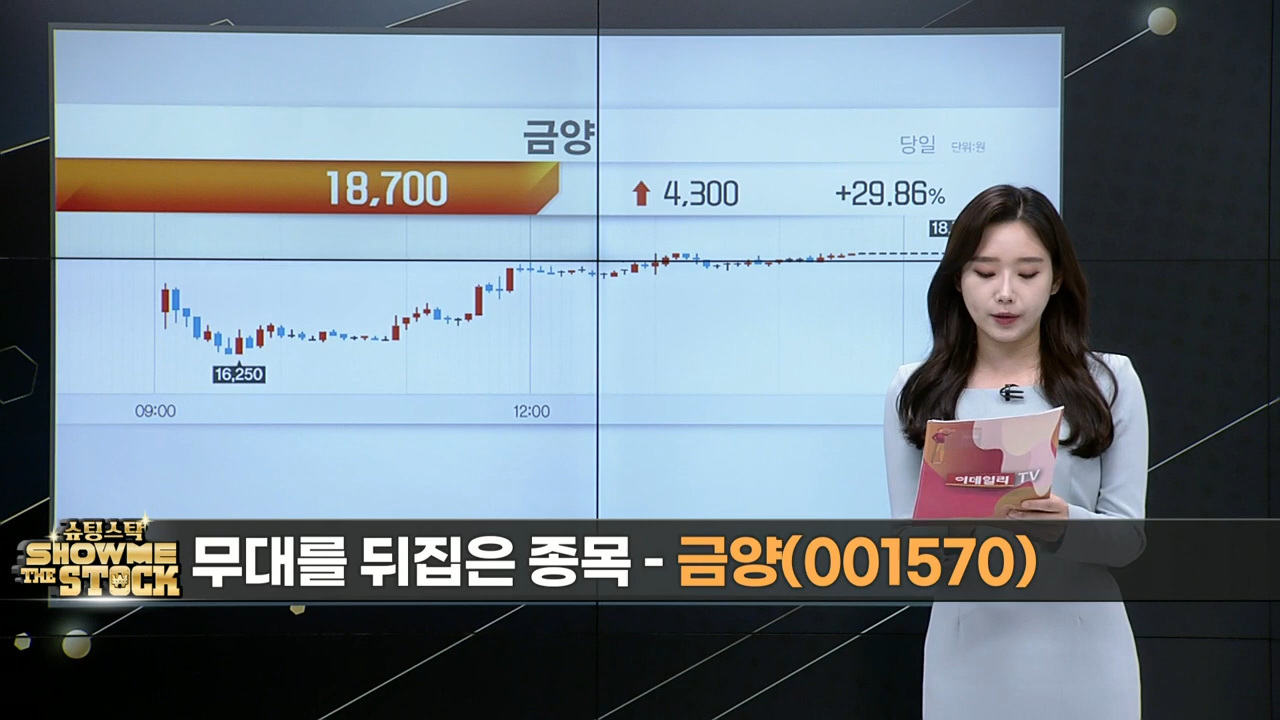 금양
당일 단위:원
18,700 4,300 +29.86%
16,250
09:00 12:00
이데일리 TV
슈팅스탁
SHOW ME
THE STOCK
무대를 뒤집은 종목 - 금양(001570)